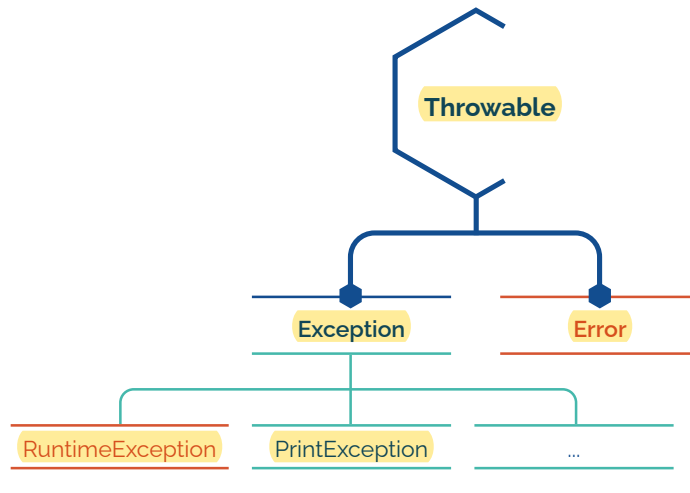 Throwable
Exception
Error
RuntimeException
PrintException
...